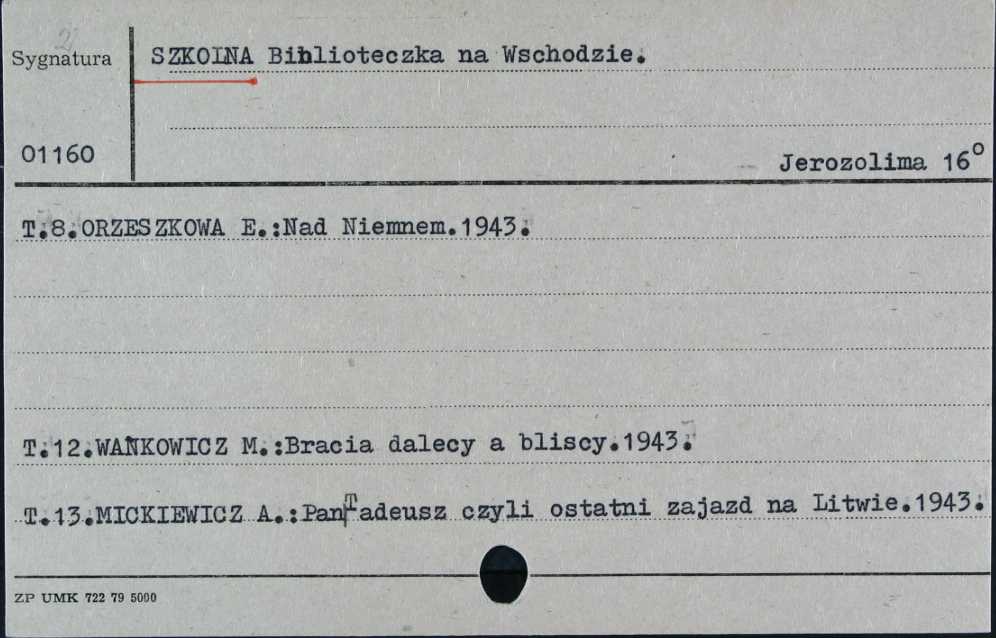 Sygnatura
SZKOLNA Biblioteczka na Wschodzie.
01160
Jerozolima 16°
T.8.ORZESZKOWA E.:Nad Niemnem.1943.
T.12.WAŃKOWICZ M.:Bracia dalecy a bliscy.1943.
T.13.MICKIEWICZ A.:Pan Tadeusz czyli ostatni zajazd na Litwie.1943.
ZP UMK 722 79 5000